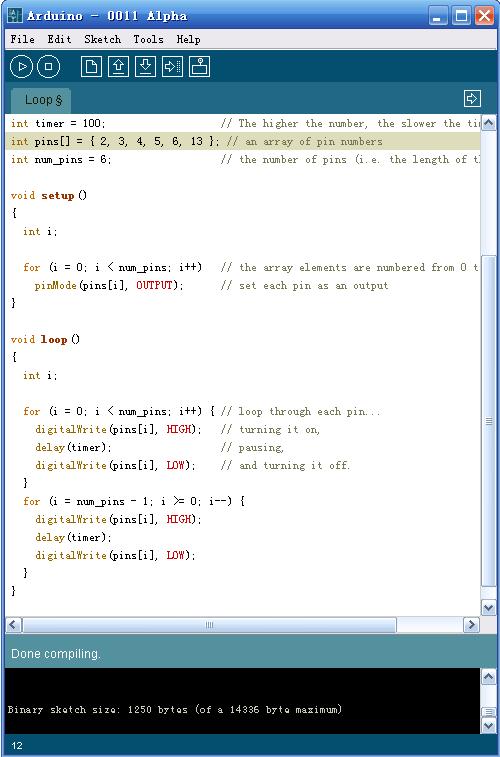 Arduino - 0011 Alpha
File Edit Sketch Tools Help
Loop §
int timer = 100; // The higher the number, the slower the
int pins[] = { 2, 3, 4, 5, 6, 13 }; // an array of pin numbers
int num_pins = 6; // the number of pins (i.e. the length of
void setup()
{
int i;
for (i = 0; i < num_pins; i++) // the array elements are numbered from 0
pinMode(pins[i], OUTPUT); // set each pin as an output
}
void loop()
{
int i;
for (i = 0; i < num_pins; i++) { // loop through each pin...
digitalWrite(pins[i], HIGH); // turning it on,
delay(timer); // pausing,
digitalWrite(pins[i], LOW); // and turning it off.
}
for (i = num_pins - 1; i >= 0; i--) {
digitalWrite(pins[i], HIGH);
delay(timer);
digitalWrite(pins[i], LOW);
}
}
Done compiling.
Binary sketch size: 1250 bytes (of a 14336 byte maximum)
12